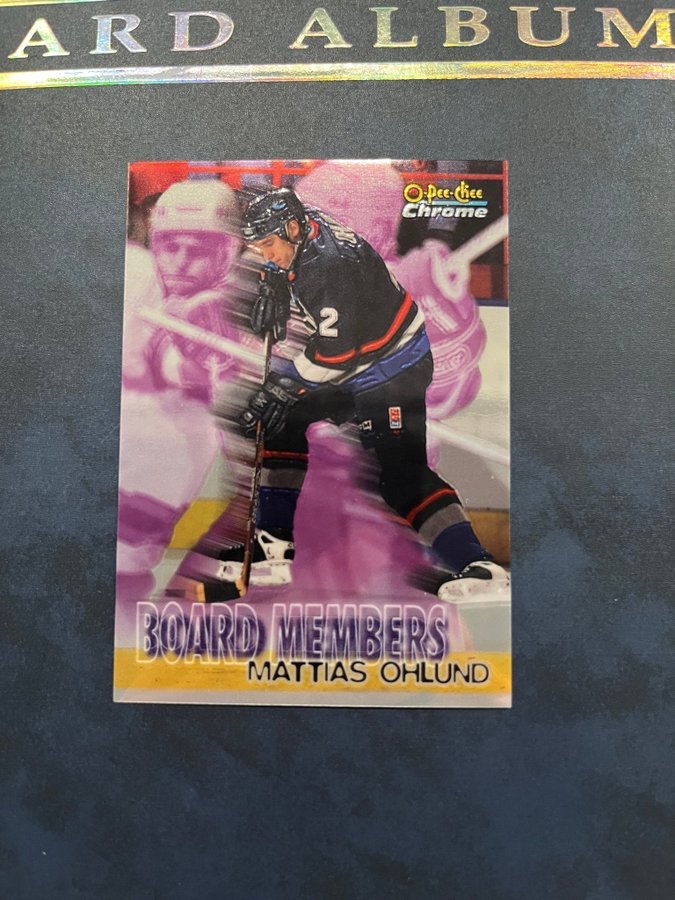 ARD ALBUM
O-Pee-Chee
Chrome
2
BOARD MEMBERS
MATTIAS OHLUND